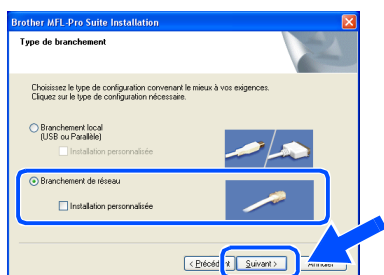 Brother MFL-Pro Suite Installation
Type de branchement
Choisissez le type de configuration convenant le mieux à vos exigences.
Cliquez sur le type de configuration nécessaire.
Branchement local
(USB ou Parallèle)
Installation personnalisée
Branchement de réseau
Installation personnalisée
< Précédent Suivant > Annuler